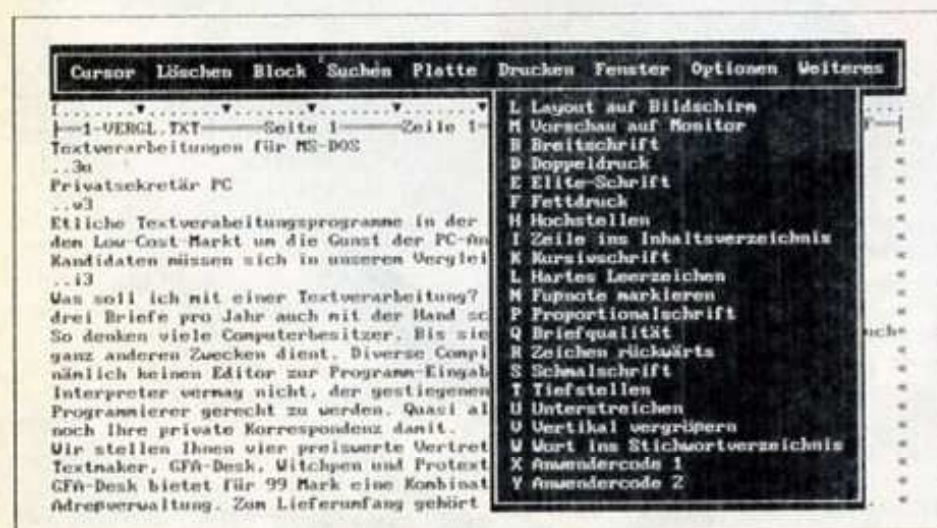 Cursor Löschen Block Suchen Platte Drucken Fenster Optionen Weiteres
1-VERGL.TXT Seite 1 Zeile 1
Textverarbeitungen für MS-DOS
..3n
Privatsekretär PC
..w3
Etliche Textverabeitungsprogramme in der
dem Low-Cost Markt um die Gunst der PC-An
Kandidaten müssen sich in unserem Verglei
..i3
Was soll ich mit einer Textverarbeitung?
drei Briefe pro Jahr auch mit der Hand sc
So denken viele Computerbesitzer. Bis sie
ganz anderen Zwecken dient. Diverse Compi
nämlich keinen Editor zur Programm-Eingab
Interpreter vermag nicht, der gestiegenen
Programmierer gerecht zu werden. Quasi al
noch Ihre private Korrespondenz damit.
Wir stellen Ihnen vier preiswerte Vertret
Textmaker, GFA-Desk, Witchpen und Protext
GFA-Desk bietet für 99 Mark eine Kombinat
Adreßverwaltung. Zum Lieferumfang gehört
L Layout auf Bildschirm
M Vorschau auf Monitor
B Breitschrift
D Doppeldruck
E Elite-Schrift
F Fettdruck
H Hochstellen
I Zeile ins Inhaltsverzeichnis
K Kursivschrift
L Hartes Leerzeichen
N Fußnote markieren
P Proportionalschrift
Q Briefqualität
R Zeichen rückwärts
S Schmalschrift
T Tiefstellen
U Unterstreichen
V Vertikal vergrößern
W Wort ins Stichwortverzeichnis
X Anwendercode 1
Y Anwendercode 2